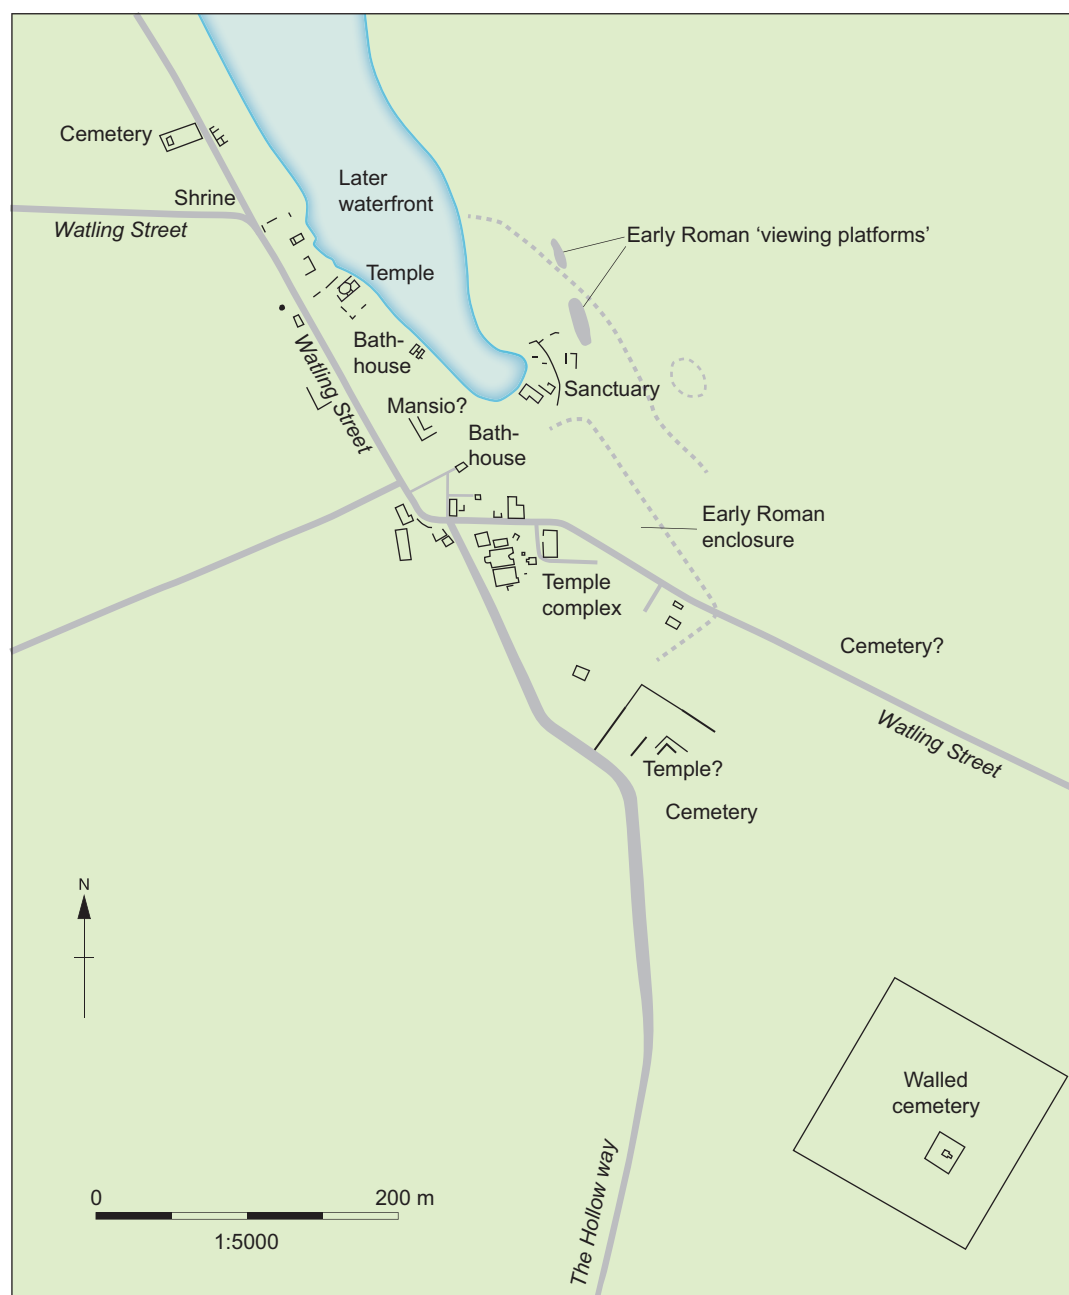 Cemetery
Later
waterfront
Shrine
Watling Street
Early Roman ‘viewing platforms’
Temple
Bath-
house
Watling Street
Sanctuary
Mansio?
Bath-
house
Early Roman
enclosure
Temple
complex
Cemetery?
Watling Street
Temple?
Cemetery
N
Walled
cemetery
The Hollow way
0 200 m
1:5000